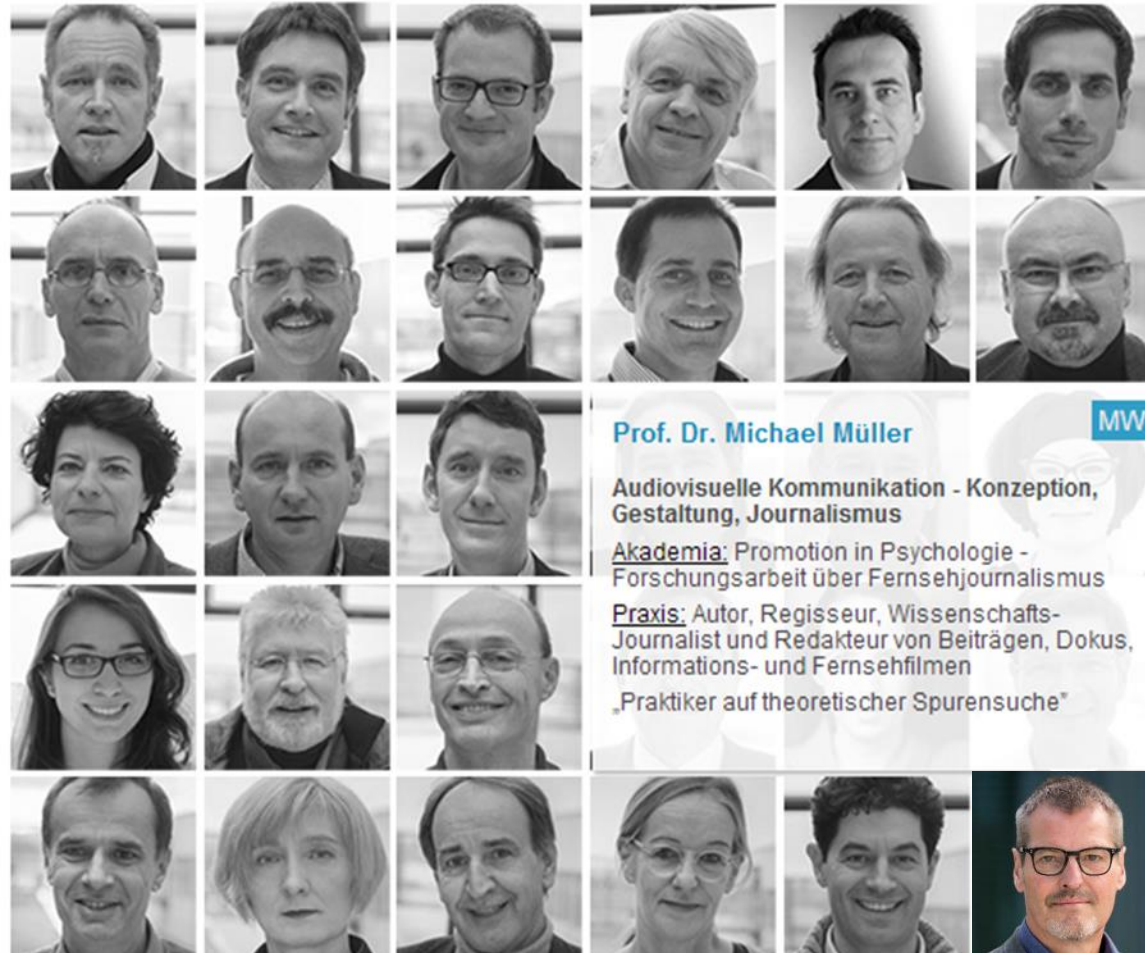 Prof. Dr. Michael Müller
MW
Audiovisuelle Kommunikation - Konzeption,
Gestaltung, Journalismus
Akademia: Promotion in Psychologie -
Forschungsarbeit über Fernsehjournalismus
Praxis: Autor, Regisseur, Wissenschafts-
Journalist und Redakteur von Beiträgen, Dokus,
Informations- und Fernsehfilmen
„Praktiker auf theoretischer Spurensuche”